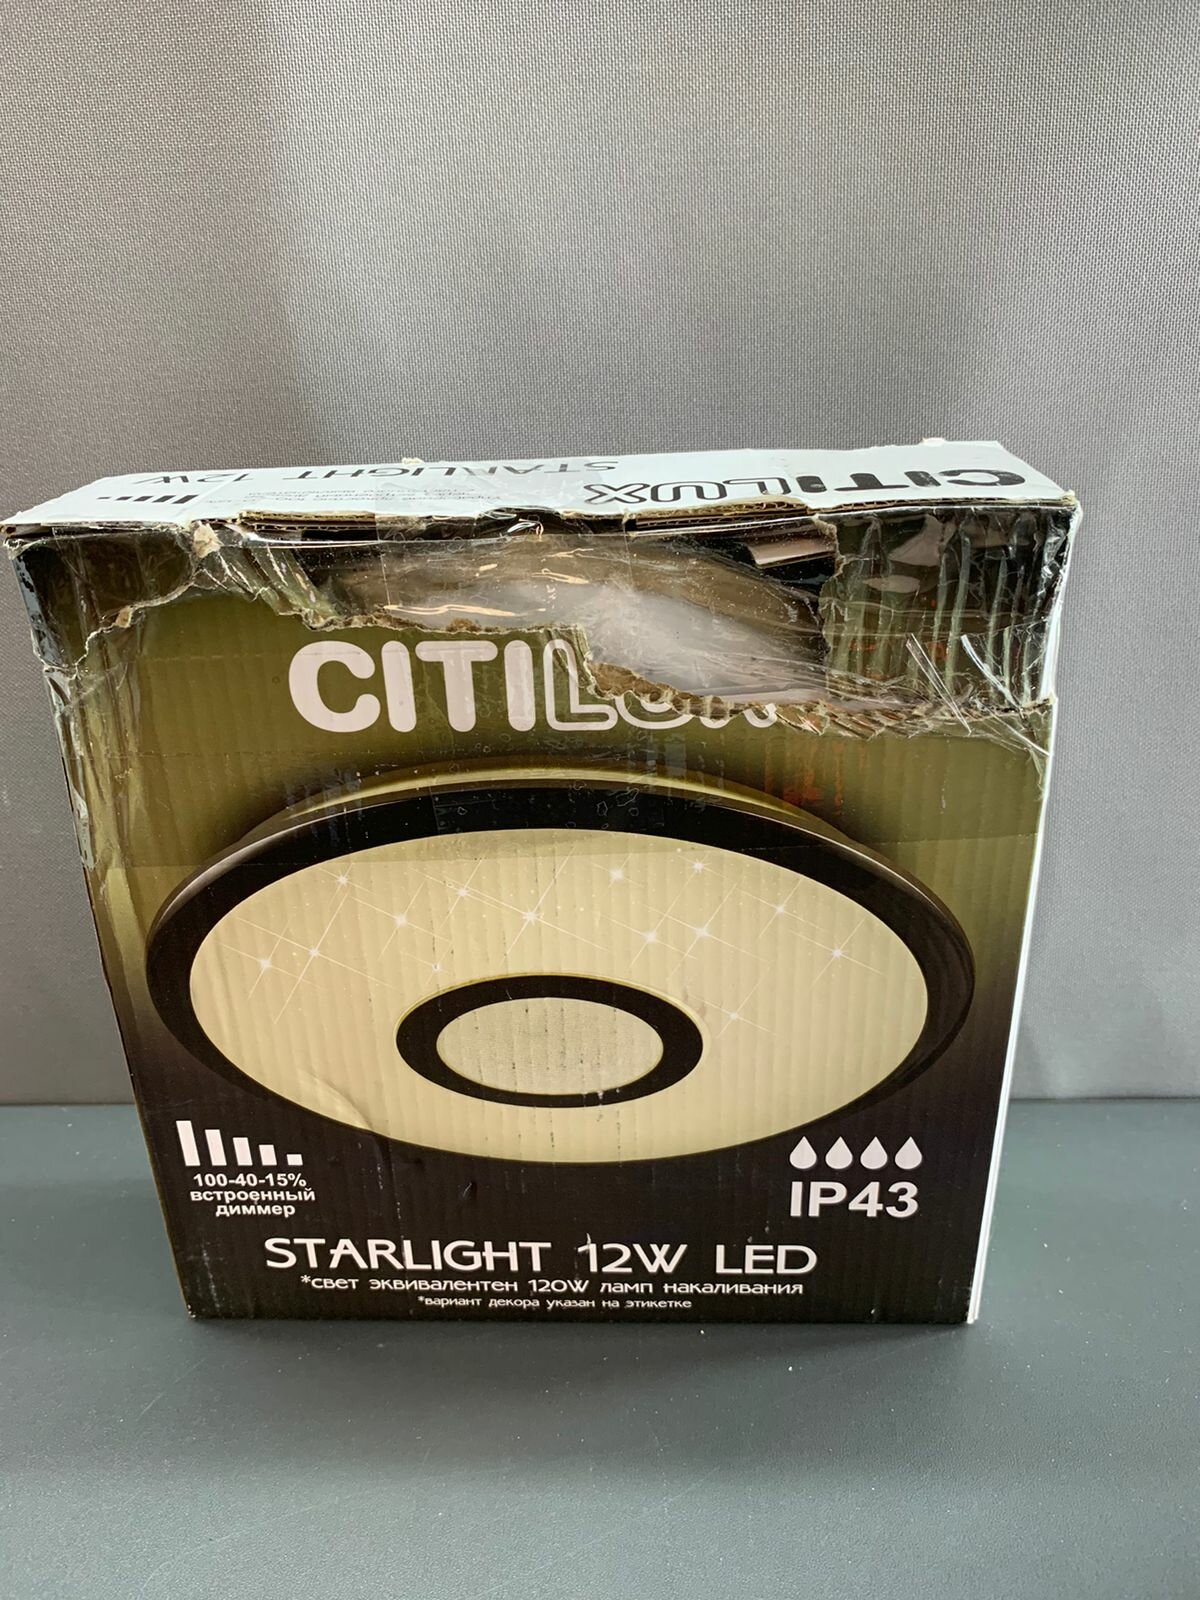 STARLIGHT 12W
CITILUX
CITILUX
100-40-15%
встроенный
диммер
IP43
STARLIGHT 12W LED
*свет эквивалентен 120W ламп накаливания
*вариант декора указан на этикетке